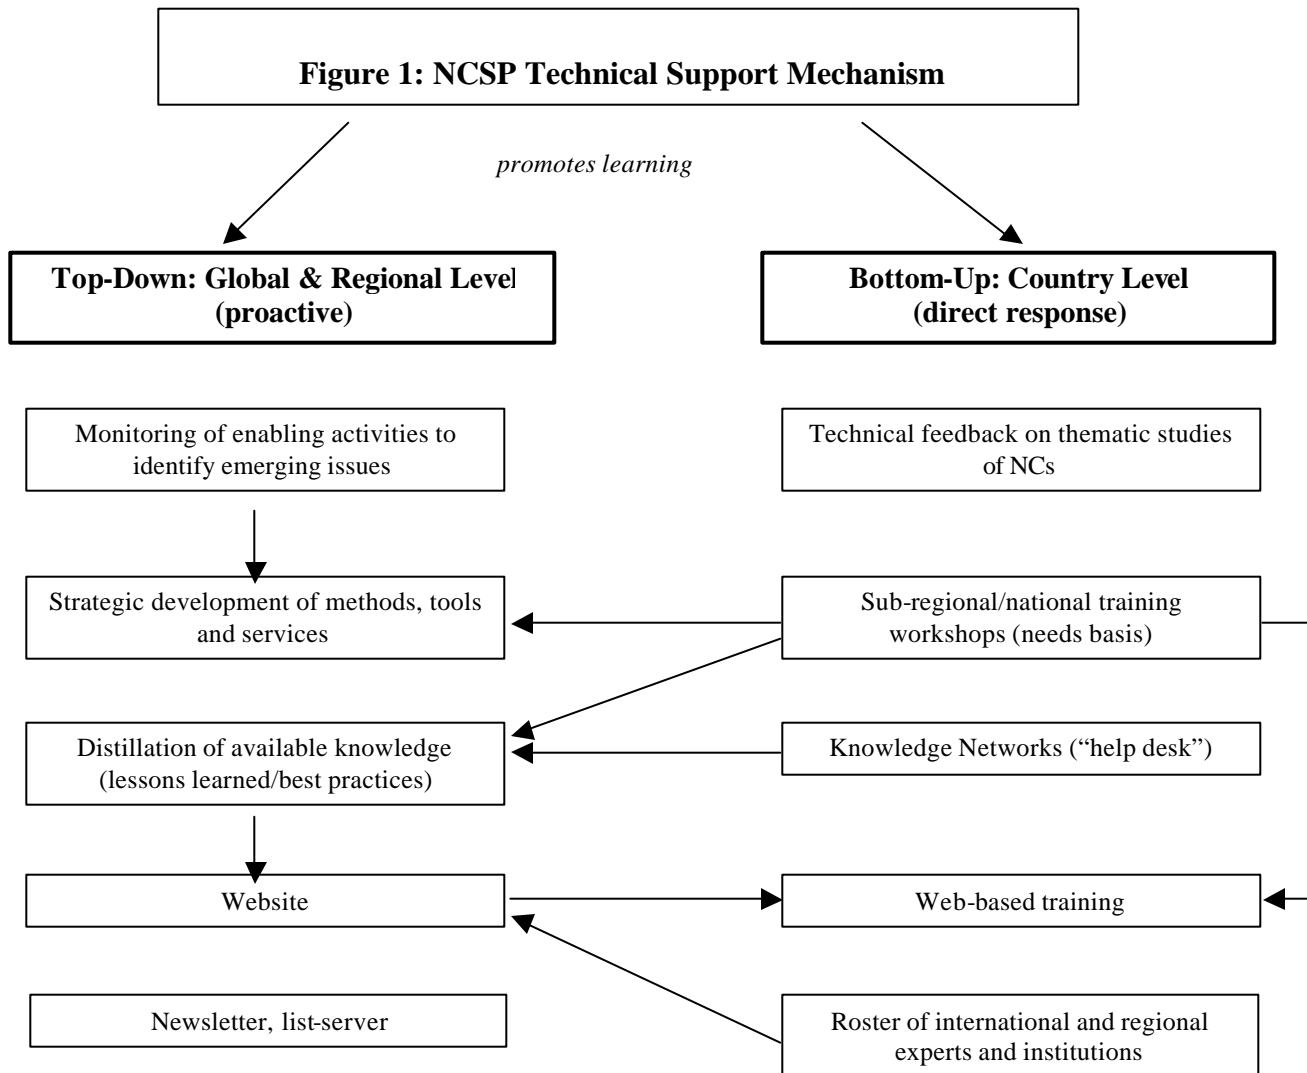 Figure 1: NCSP Technical Support Mechanism
promotes learning
Top-Down: Global & Regional Level
(proactive)
Bottom-Up: Country Level
(direct response)
Monitoring of enabling activities to
identify emerging issues
Technical feedback on thematic studies
of NCs
Strategic development of methods, tools
and services
Sub-regional/national training
workshops (needs basis)
Distillation of available knowledge
(lessons learned/best practices)
Knowledge Networks (“help desk”)
Website
Web-based training
Newsletter, list-server
Roster of international and regional
experts and institutions